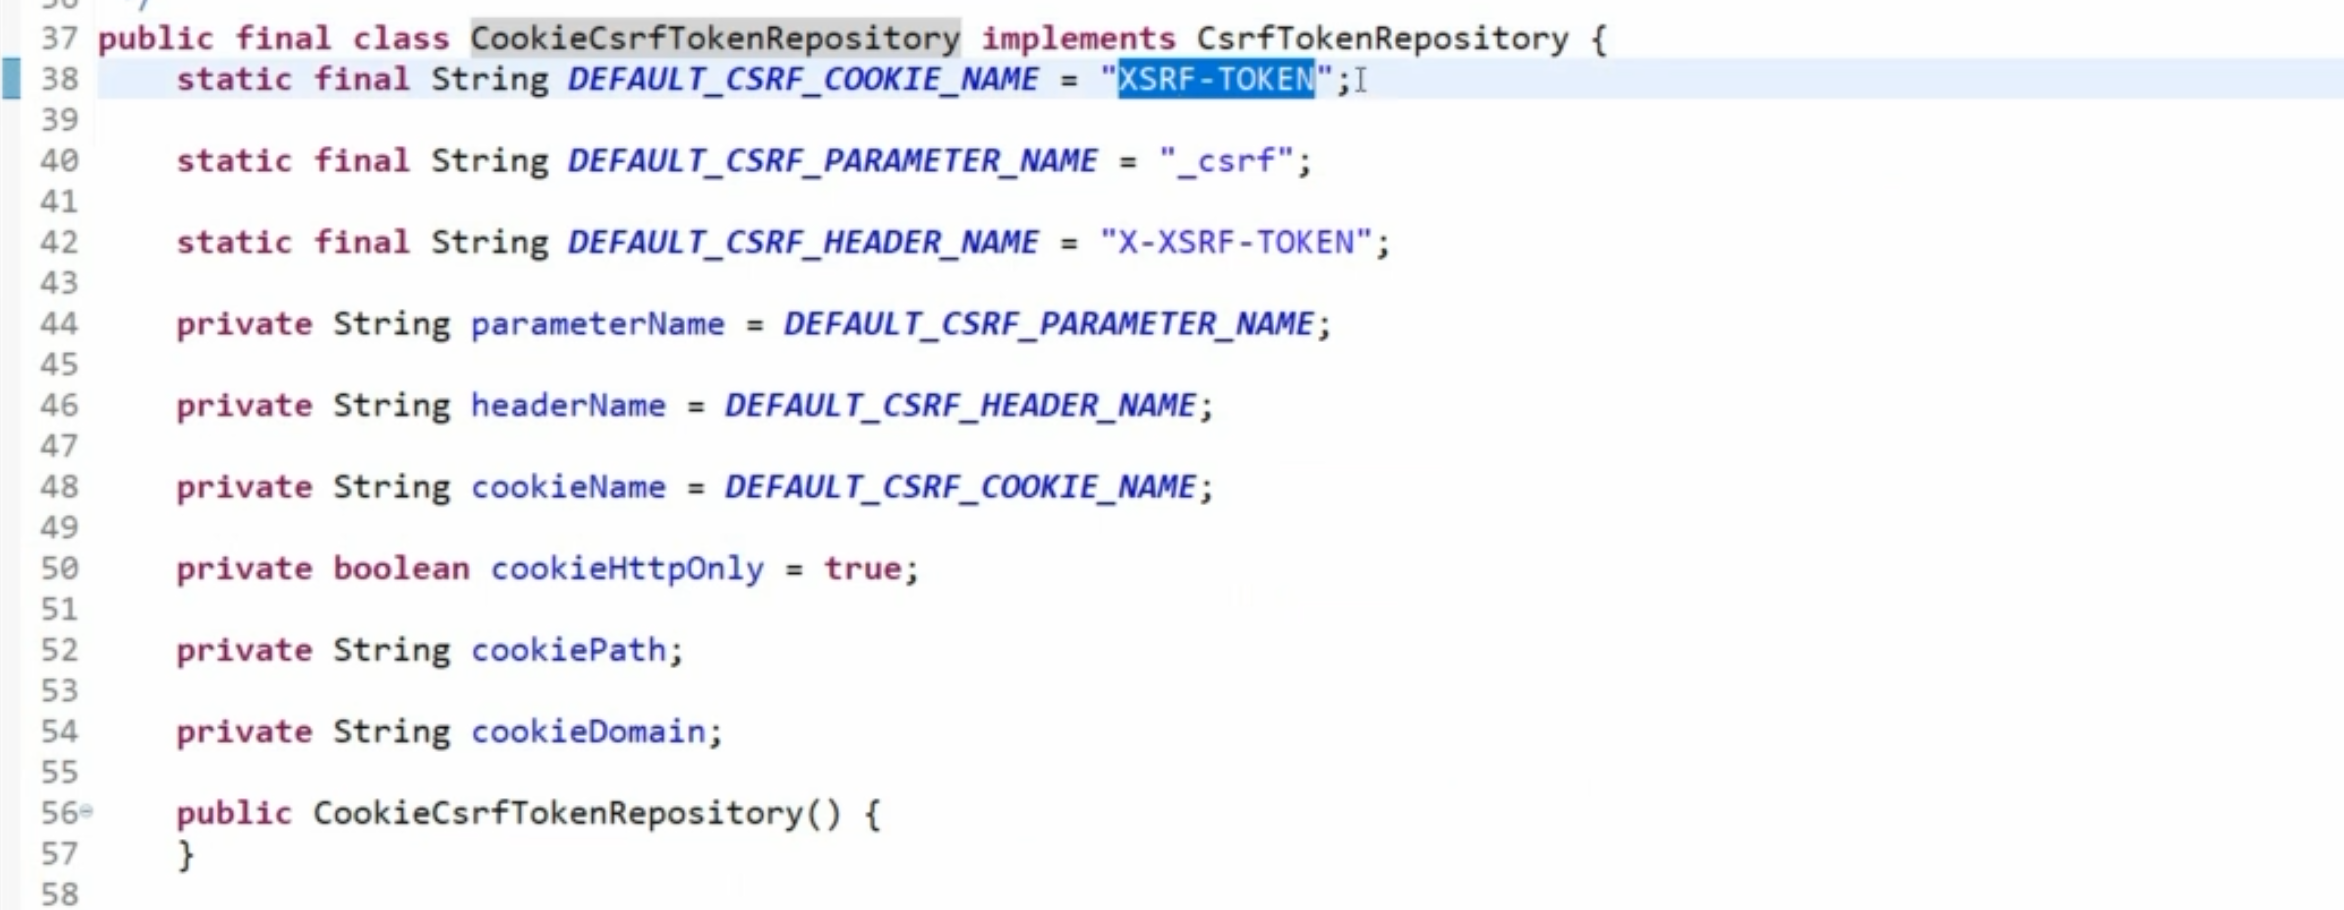 37 public final class CookieCsrfTokenRepository implements CsrfTokenRepository {
38 static final String DEFAULT_CSRF_COOKIE_NAME = "XSRF-TOKEN";
39
40 static final String DEFAULT_CSRF_PARAMETER_NAME = "_csrf";
41
42 static final String DEFAULT_CSRF_HEADER_NAME = "X-XSRF-TOKEN";
43
44 private String parameterName = DEFAULT_CSRF_PARAMETER_NAME;
45
46 private String headerName = DEFAULT_CSRF_HEADER_NAME;
47
48 private String cookieName = DEFAULT_CSRF_COOKIE_NAME;
49
50 private boolean cookieHttpOnly = true;
51
52 private String cookiePath;
53
54 private String cookieDomain;
55
56 public CookieCsrfTokenRepository() {
57 }
58